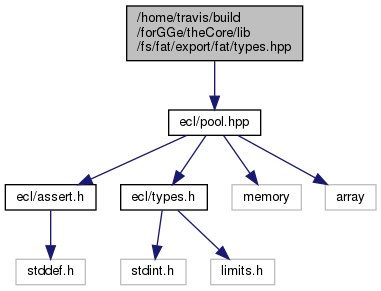 /home/travis/build
/forGGe/theCore/lib
/fs/fat/export/fat/types.hpp
ecl/pool.hpp
ecl/assert.h
ecl/types.h
memory
array
stddef.h
stdint.h
limits.h